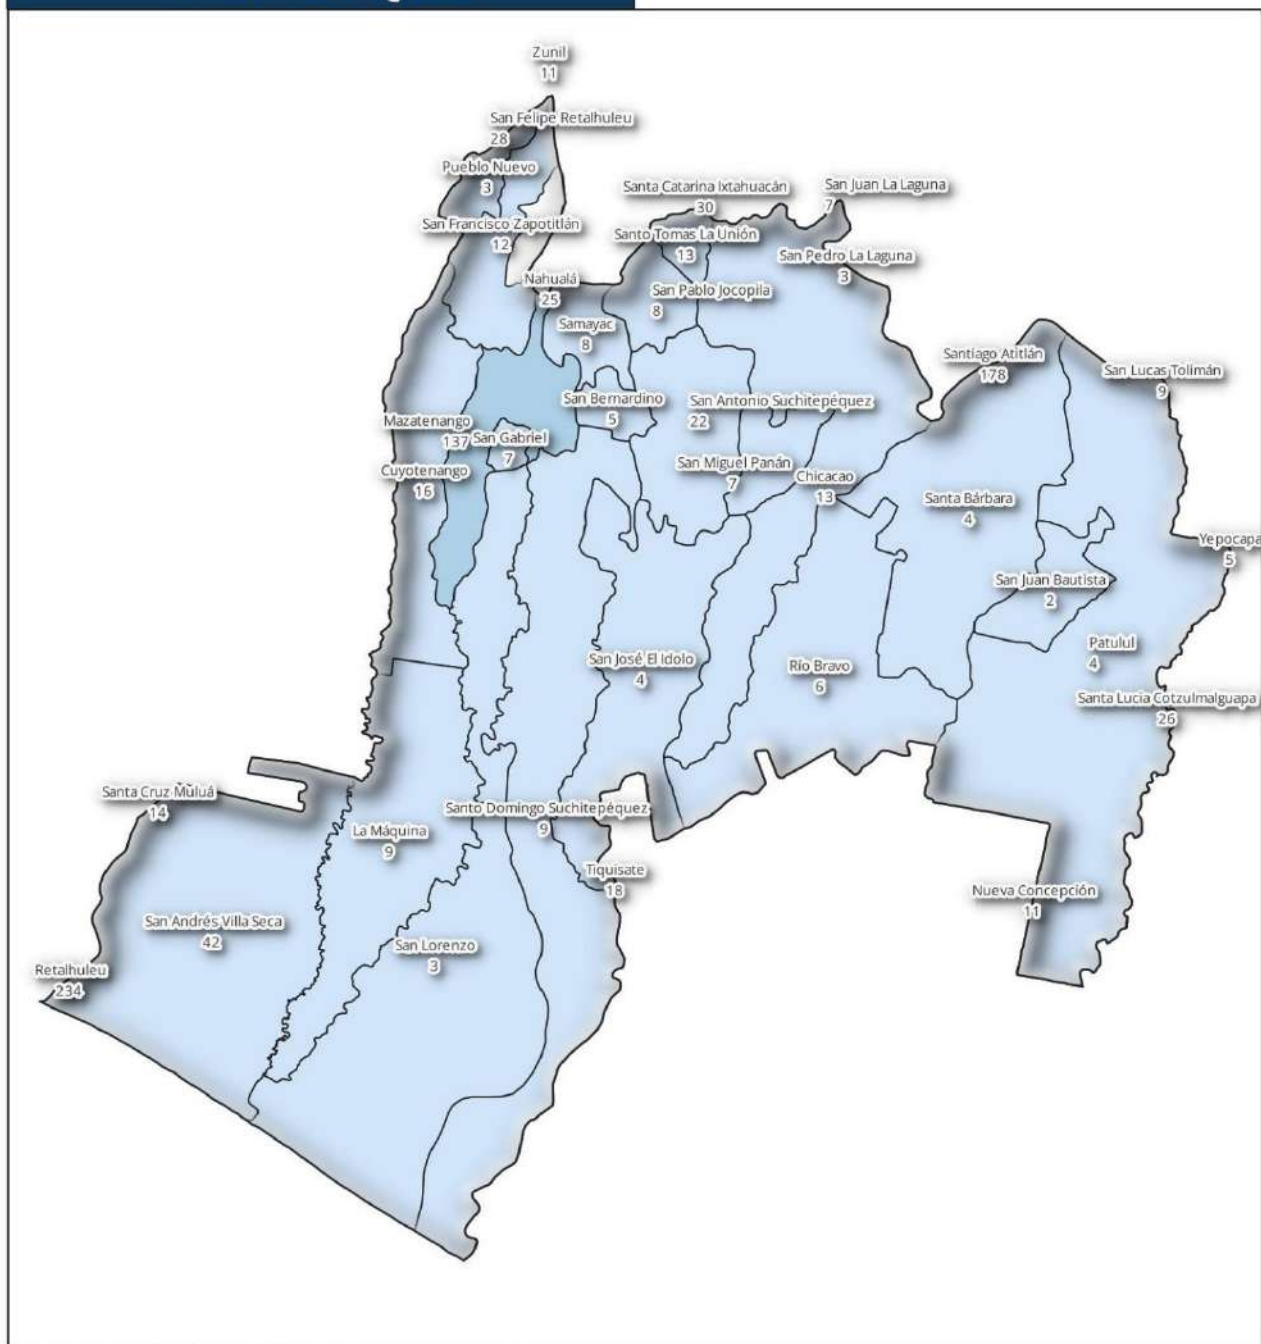 Zunil
11
San Felipe Retalhuleu
28
Pueblo Nuevo
3
Santa Catarina Ixtahuacán
30
San Juan La Laguna
7
San Francisco Zapotitlán
12
Santo Tomas La Unión
13
San Pedro La Laguna
3
Nahualá
25
San Pablo Jocopila
8
Samayac
8
Santiago Atitlán
178
San Lucas Tolimán
9
San Bernardino
5
San Antonio Suchitepéquez
22
Mazatenango
137
San Gabriel
7
Cuyotenango
16
San Miguel Panán
7
Chicacao
13
Santa Bárbara
4
Yepocapa
5
San Juan Bautista
2
Patulul
4
San José El Idolo
4
Río Bravo
6
Santa Lucia Cotzulmalguapa
26
Santa Cruz Muluá
14
Santo Domingo Suchitepéquez
9
La Máquina
9
Tiquisate
18
Nueva Concepción
11
San Andrés Villa Seca
42
San Lorenzo
3
Retalhuleu
234